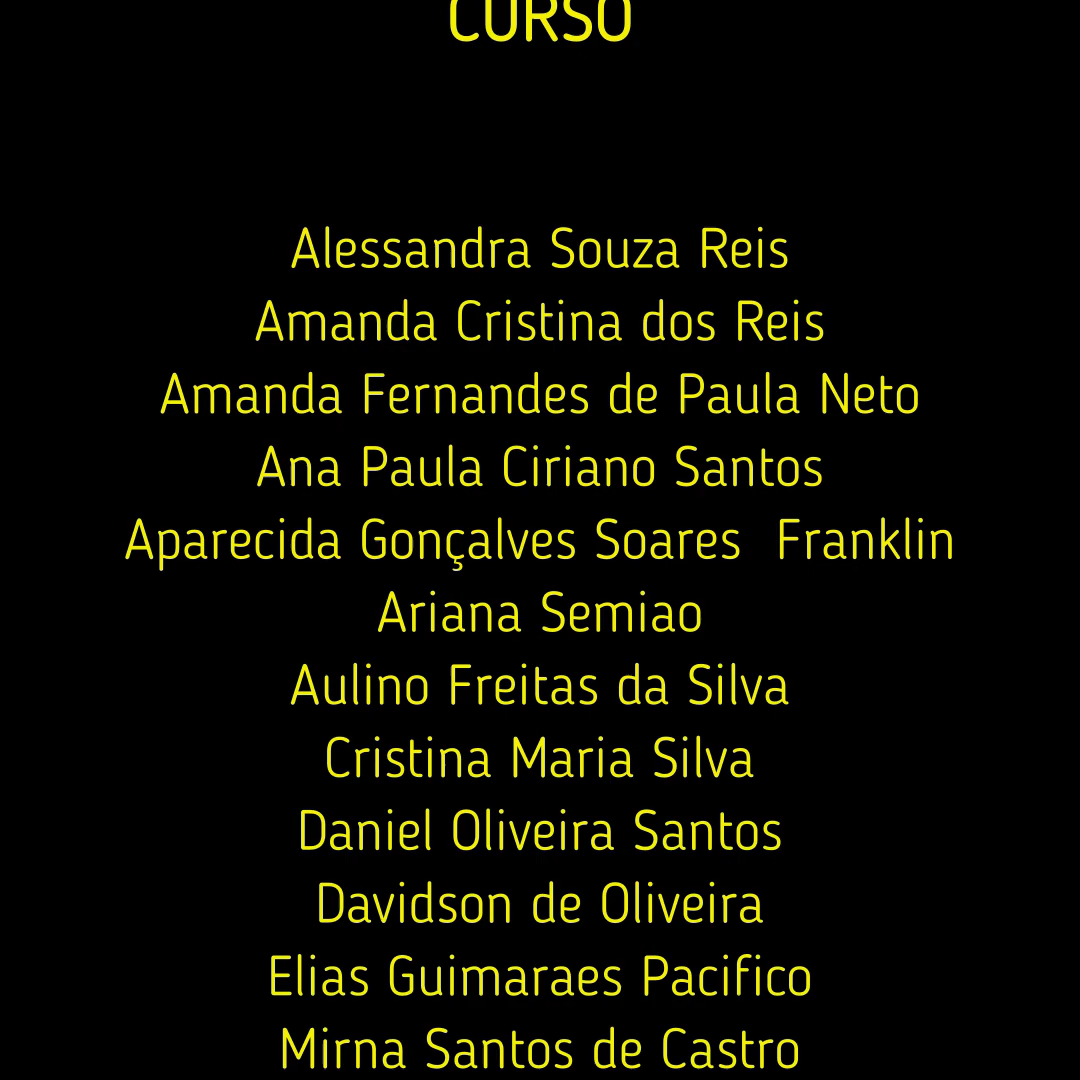 CURSO
Alessandra Souza Reis
Amanda Cristina dos Reis
Amanda Fernandes de Paula Neto
Ana Paula Ciriano Santos
Aparecida Gonçalves Soares  Franklin
Ariana Semiao
Aulino Freitas da Silva
Cristina Maria Silva
Daniel Oliveira Santos
Davidson de Oliveira
Elias Guimaraes Pacifico
Mirna Santos de Castro